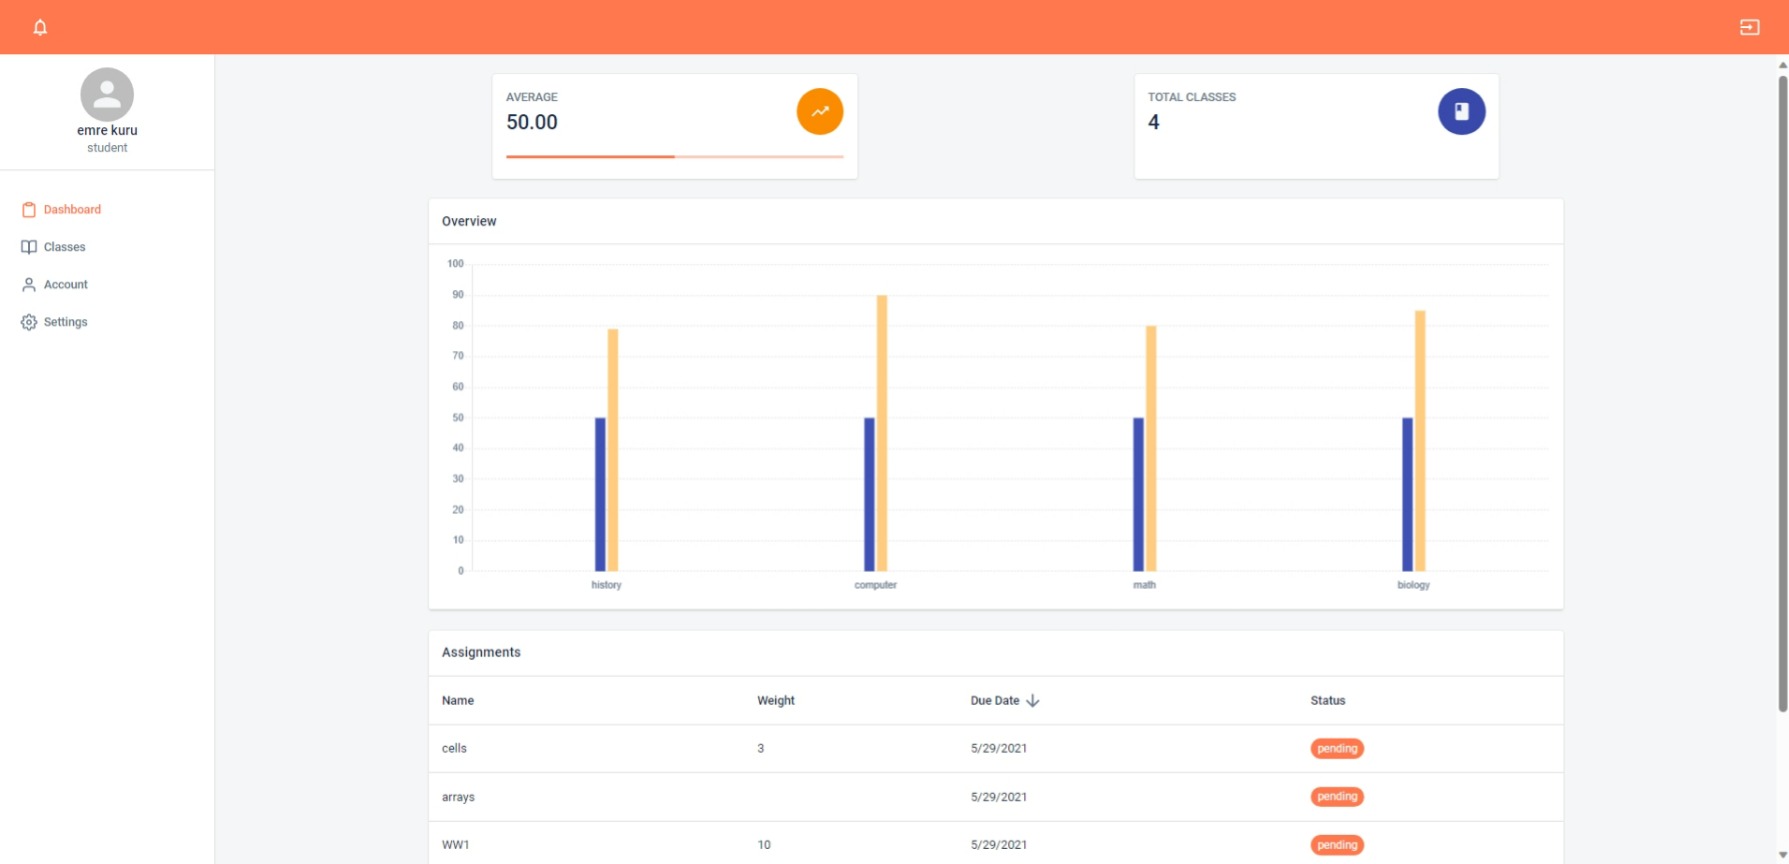 emre kuru
student
Dashboard
Classes
Account
Settings
AVERAGE
50.00
TOTAL CLASSES
4
Overview
100
90
80
70
60
50
40
30
20
10
0
history computer math biology
Assignments
Name Weight Due Date Status
cells 3 5/29/2021 pending
arrays 5/29/2021 pending
WW1 10 5/29/2021 pending